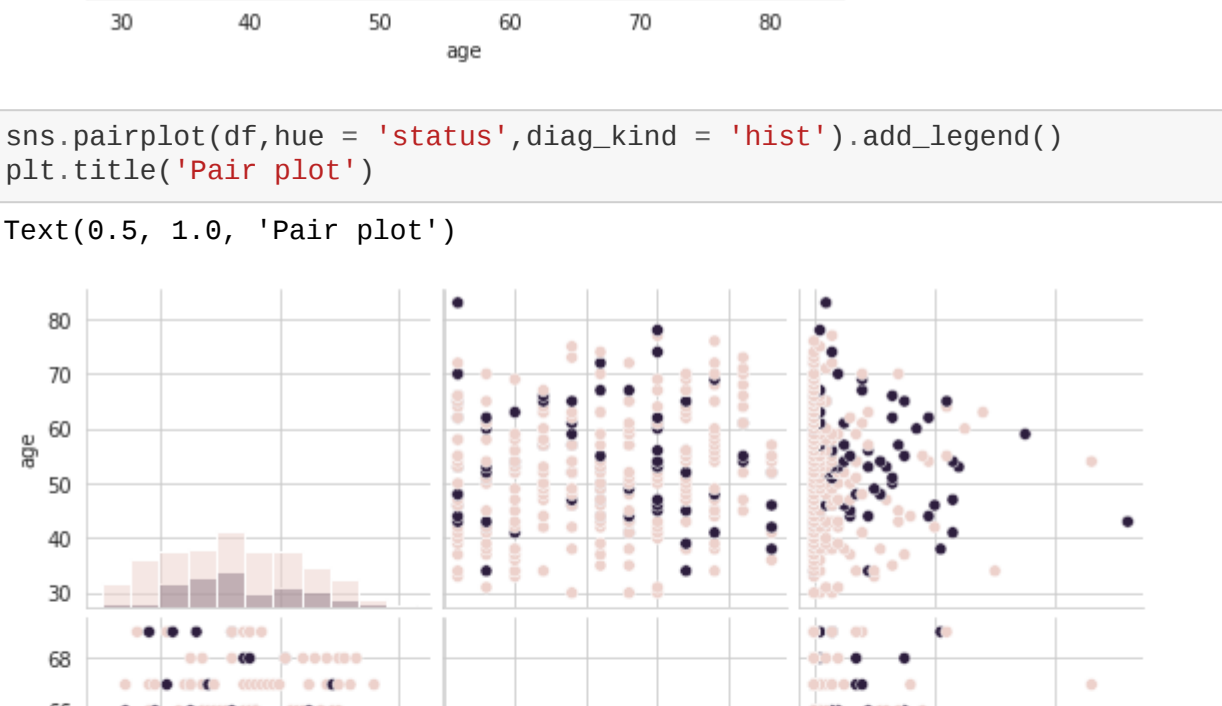 30 40 50 60 70 80
age
sns.pairplot(df,hue = 'status',diag_kind = 'hist').add_legend()
plt.title('Pair plot')
Text(0.5, 1.0, 'Pair plot')
80
70
60
50
40
30
age
68